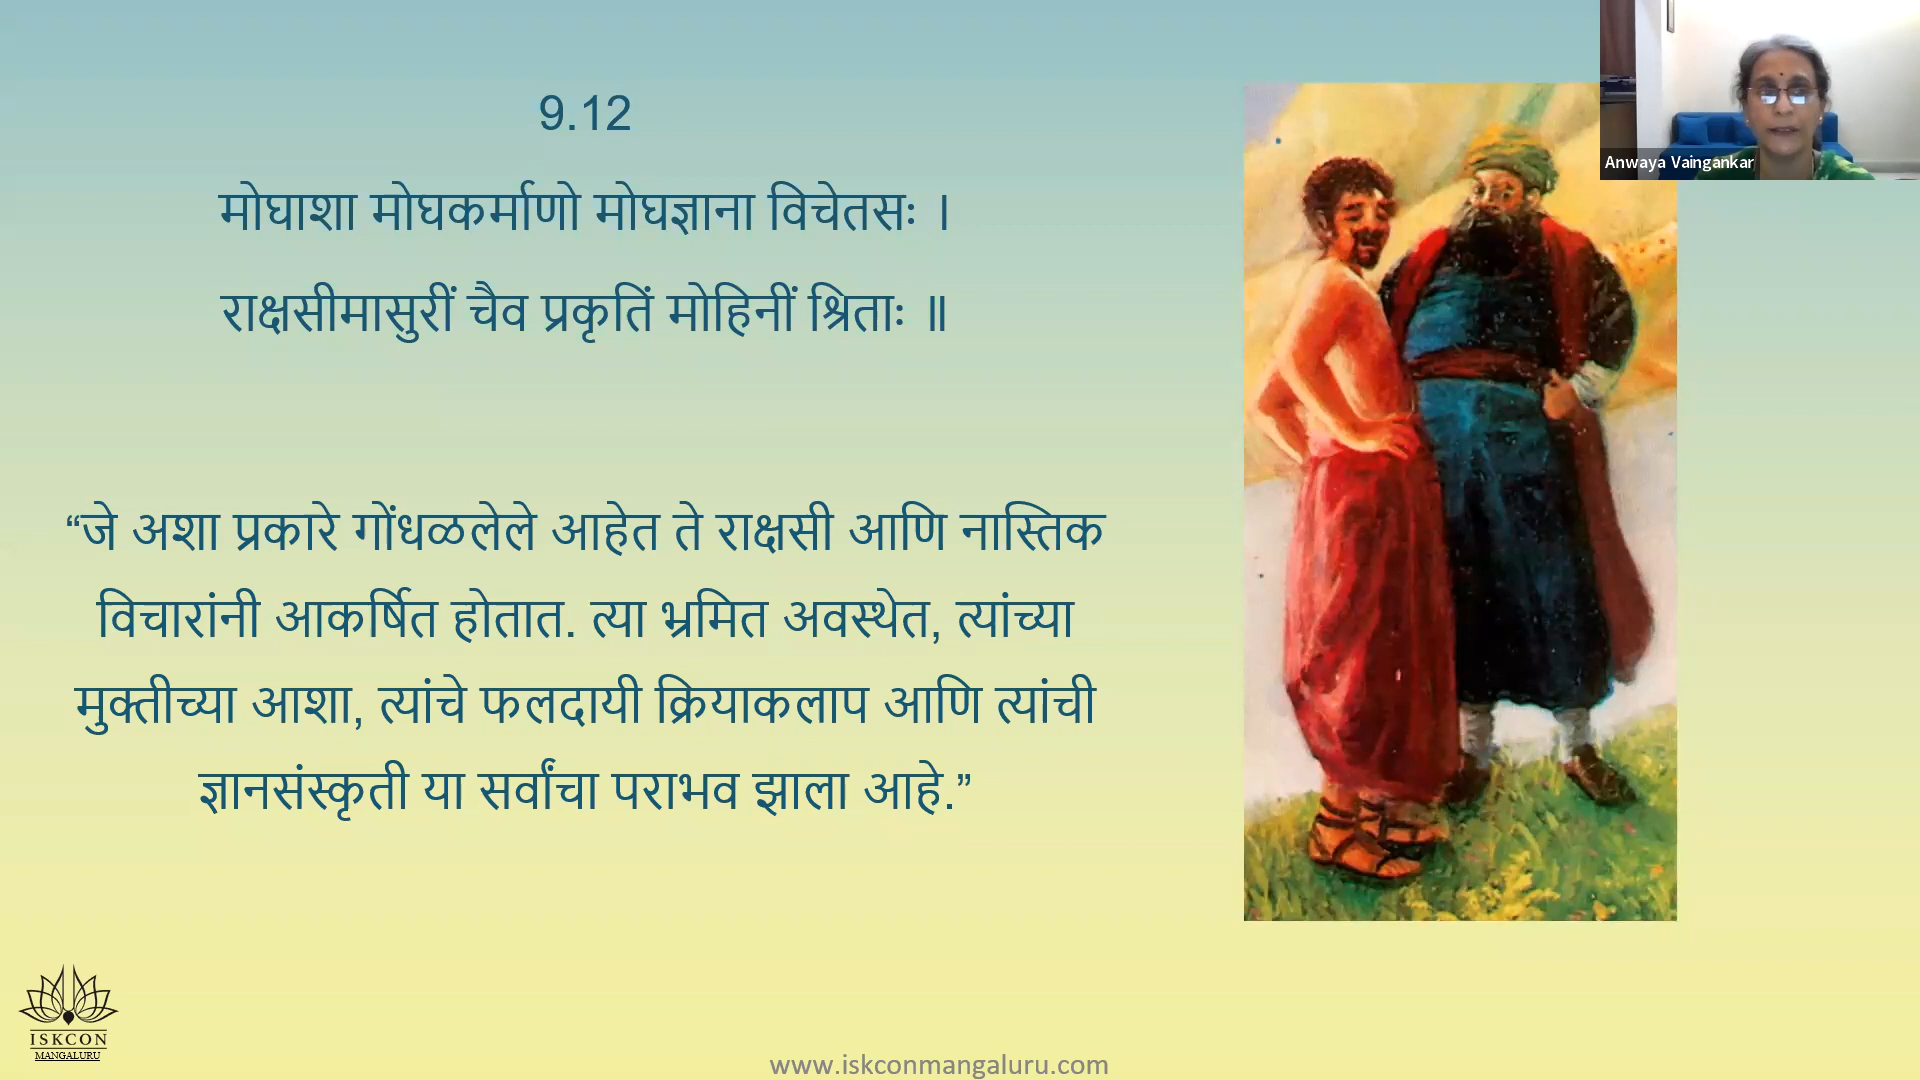 9.12
मोघाशा मोघकर्माणो मोघज्ञाना विचेतसः ।
राक्षसीमासुरीं चैव प्रकृतिं मोहिनीं श्रिताः ॥
“जे अशा प्रकारे गोंधळलेले आहेत ते राक्षसी आणि नास्तिक
विचारांनी आकर्षित होतात. त्या भ्रमित अवस्थेत, त्यांच्या
मुक्तीच्या आशा, त्यांचे फलदायी क्रियाकलाप आणि त्यांची
ज्ञानसंस्कृती या सर्वांचा पराभव झाला आहे.”
Anwaya Vaingankar
ISKCON
MANGALURU
www.iskconmangaluru.com